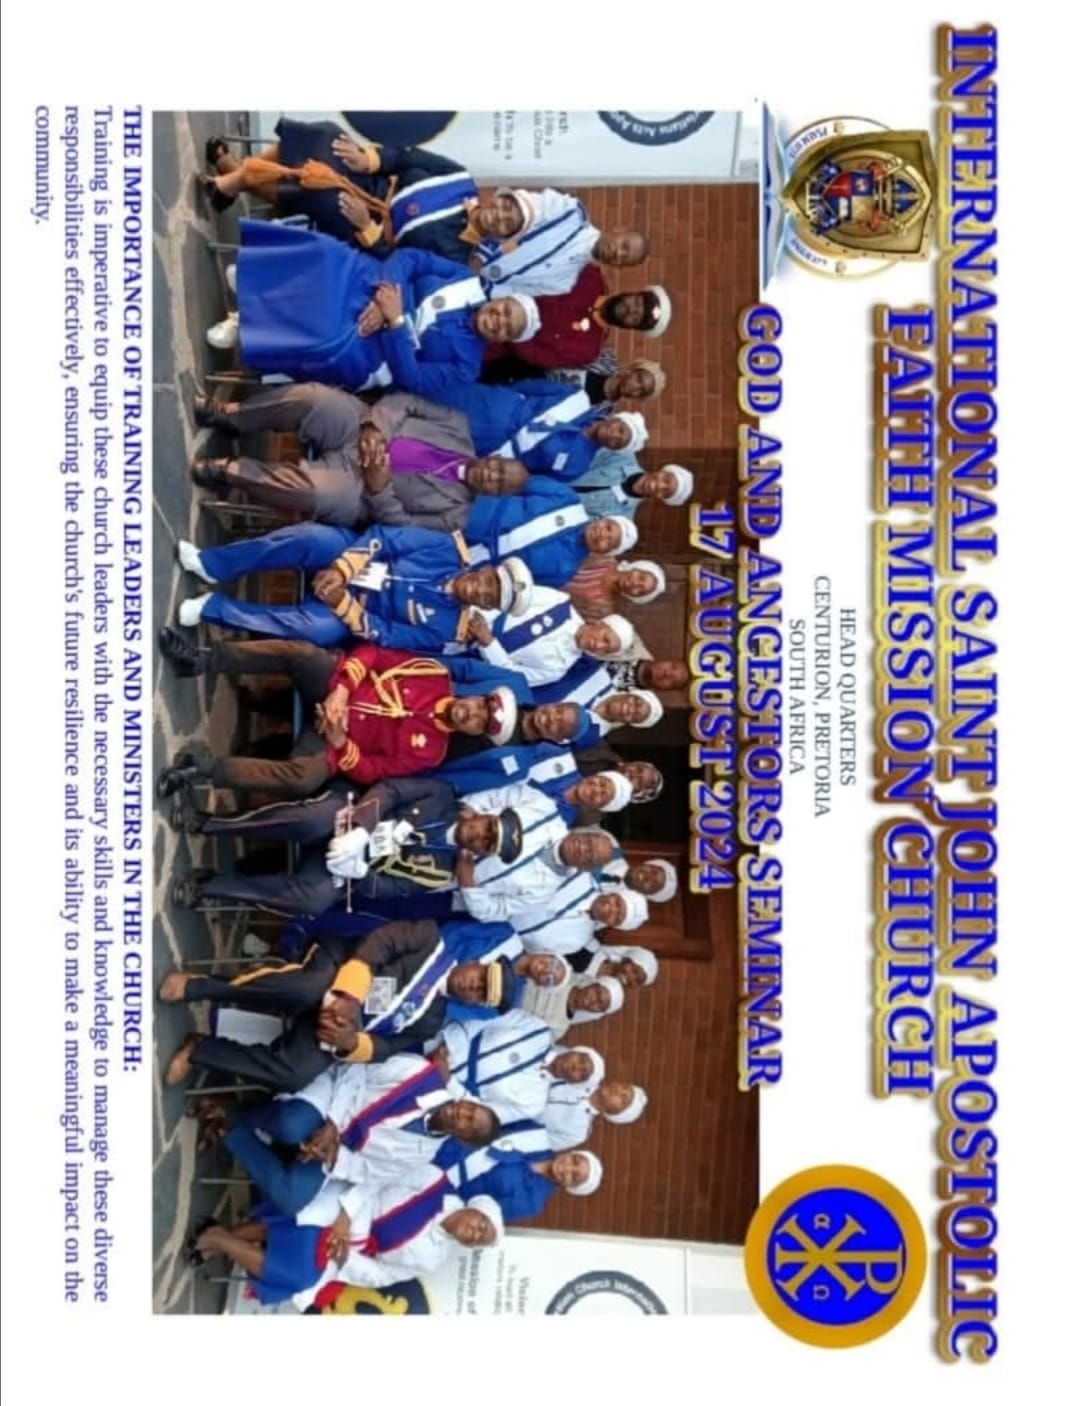 INTERNATIONAL SAINT JOHN APOSTOLIC
FAITH MISSION CHURCH
HEAD QUARTERS
CENTURION, PRETORIA
SOUTH AFRICA
GOD AND ANCESTORS SEMINAR
17 AUGUST 2024
THE IMPORTANCE OF TRAINING LEADERS AND MINISTERS IN THE CHURCH:
Training is imperative to equip these church leaders with the necessary skills and knowledge to manage these diverse
responsibilities effectively, ensuring the church's future resilience and its ability to make a meaningful impact on the
community.